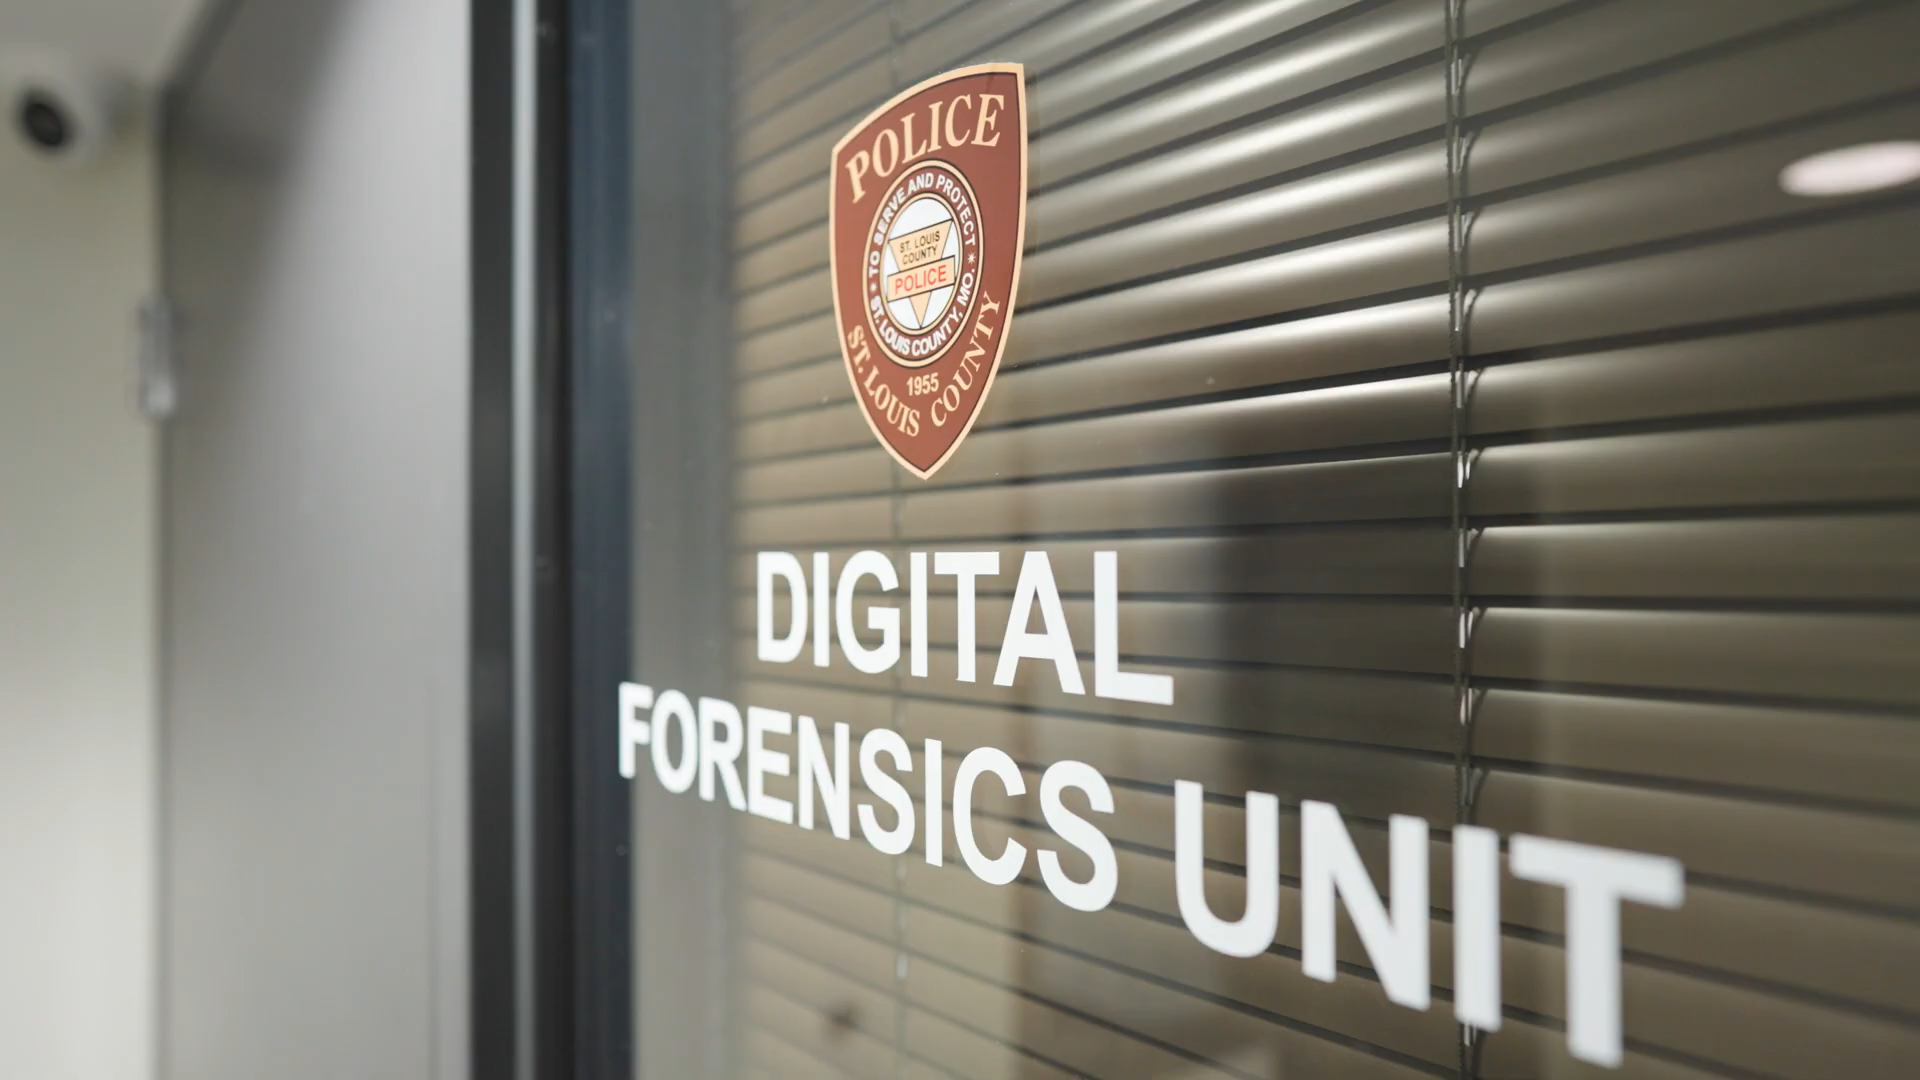 POLICE
TO SERVE AND PROTECT
ST. LOUIS
COUNTY
POLICE
ST. LOUIS COUNTY, MO.
1955
ST. LOUIS COUNTY
DIGITAL
FORENSICS UNIT